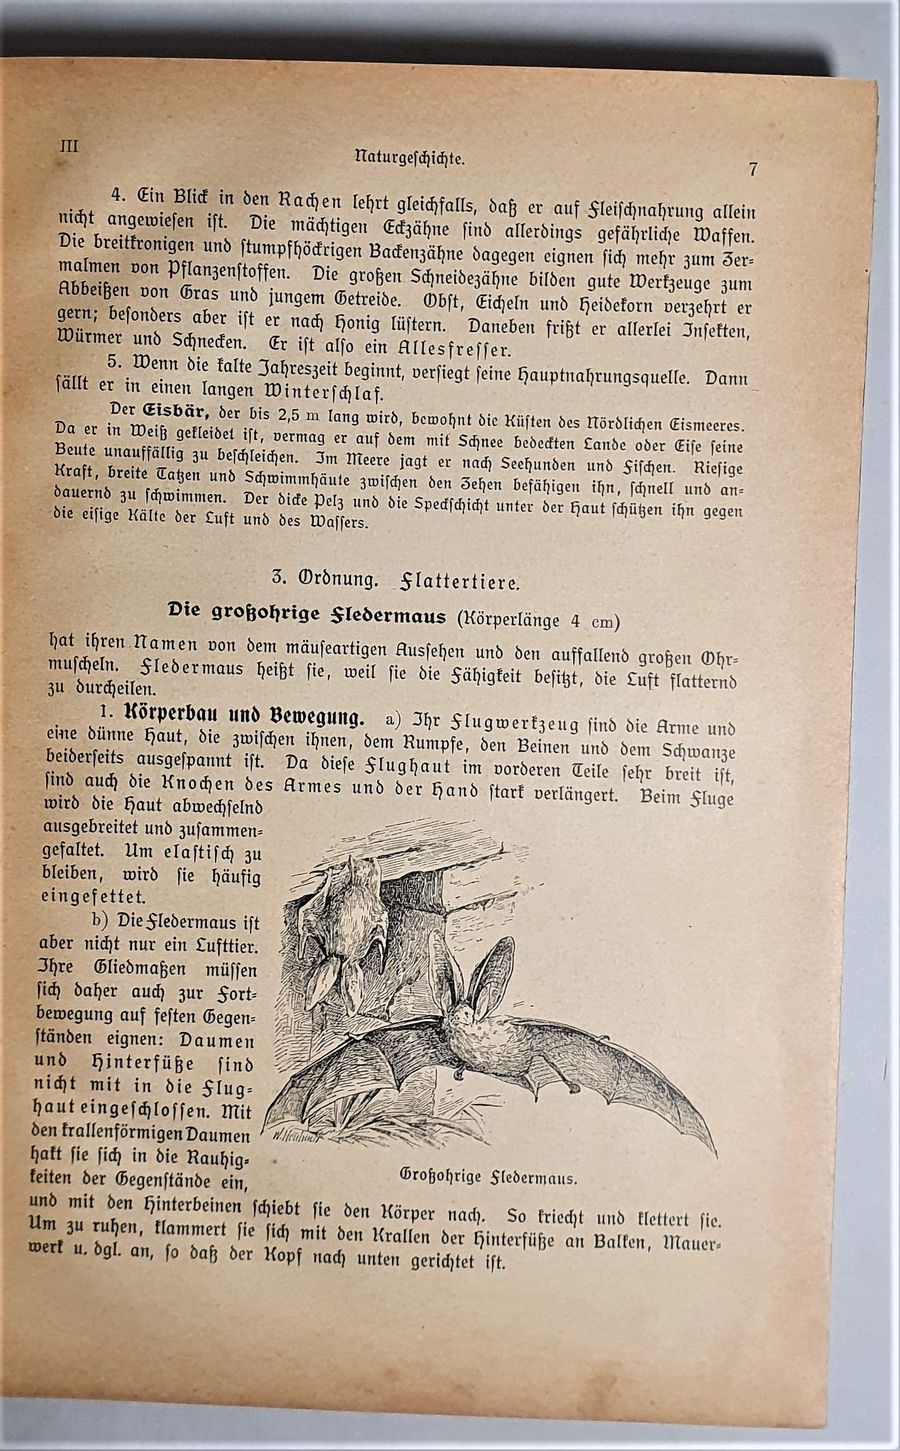 III
Naturgeschichte.
7
4. Ein Blick in den Rachen lehrt gleichfalls, daß er auf Fleischnahrung allein
nicht angewiesen ist. Die mächtigen Eckzähne sind allerdings gefährliche Waffen.
Die breitkronigen und stumpfhöckrigen Backenzähne dagegen eignen sich mehr zum Zer-
malmen von Pflanzenstoffen. Die großen Schneidezähne bilden gute Werkzeuge zum
Abbeißen von Gras und jungem Getreide. Obst, Eicheln und Heidekorn verzehrt er
gern; besonders aber ist er nach Honig lüstern. Daneben frißt er allerlei Insekten,
Würmer und Schnecken. Er ist also ein Allesfresser.
5. Wenn die kalte Jahreszeit beginnt, versiegt seine Hauptnahrungsquelle. Dann
fällt er in einen langen Winterschlaf.
Der Eisbär, der bis 2,5 m lang wird, bewohnt die Küsten des Nördlichen Eismeeres.
Da er in Weiß gekleidet ist, vermag er auf dem mit Schnee bedeckten Lande oder Eise seine
Beute unauffällig zu beschleichen. Im Meere jagt er nach Seehunden und Fischen. Riesige
Kraft, breite Tatzen und Schwimmhäute zwischen den Zehen befähigen ihn, schnell und an-
dauernd zu schwimmen. Der dicke Pelz und die Speckschicht unter der Haut schützen ihn gegen
die eisige Kälte der Luft und des Wassers.
3. Ordnung. Flattertiere.
Die großohrige Fledermaus (Körperlänge 4 cm)
hat ihren Namen von dem mäuseartigen Aussehen und den auffallend großen Ohr-
muscheln. Fledermaus heißt sie, weil sie die Fähigkeit besitzt, die Luft flatternd
zu durcheilen.
1. Körperbau und Bewegung. a) Ihr Flugwerkzeug sind die Arme und
eine dünne Haut, die zwischen ihnen, dem Rumpfe, den Beinen und dem Schwanze
beiderseits ausgespannt ist. Da diese Flughaut im vorderen Teile sehr breit ist,
sind auch die Knochen des Armes und der Hand stark verlängert. Beim Fluge
wird die Haut abwechselnd
ausgebreitet und zusammen-
gefaltet. Um elastisch zu
bleiben, wird sie häufig
eingefettet.
b) Die Fledermaus ist
aber nicht nur ein Lufttier.
Ihre Gliedmaßen müssen
sich daher auch zur Fort-
bewegung auf festen Gegen-
ständen eignen: Daumen
und Hinterfüße sind
nicht mit in die Flug-
haut eingeschlossen. Mit
den krallenförmigen Daumen
hakt sie sich in die Rauhig-
keiten der Gegenstände ein,
Großohrige Fledermaus.
und mit den Hinterbeinen schiebt sie den Körper nach. So kriecht und klettert sie.
Um zu ruhen, klammert sie sich mit den Krallen der Hinterfüße an Balken, Mauer-
werk u. dgl. an, so daß der Kopf nach unten gerichtet ist.